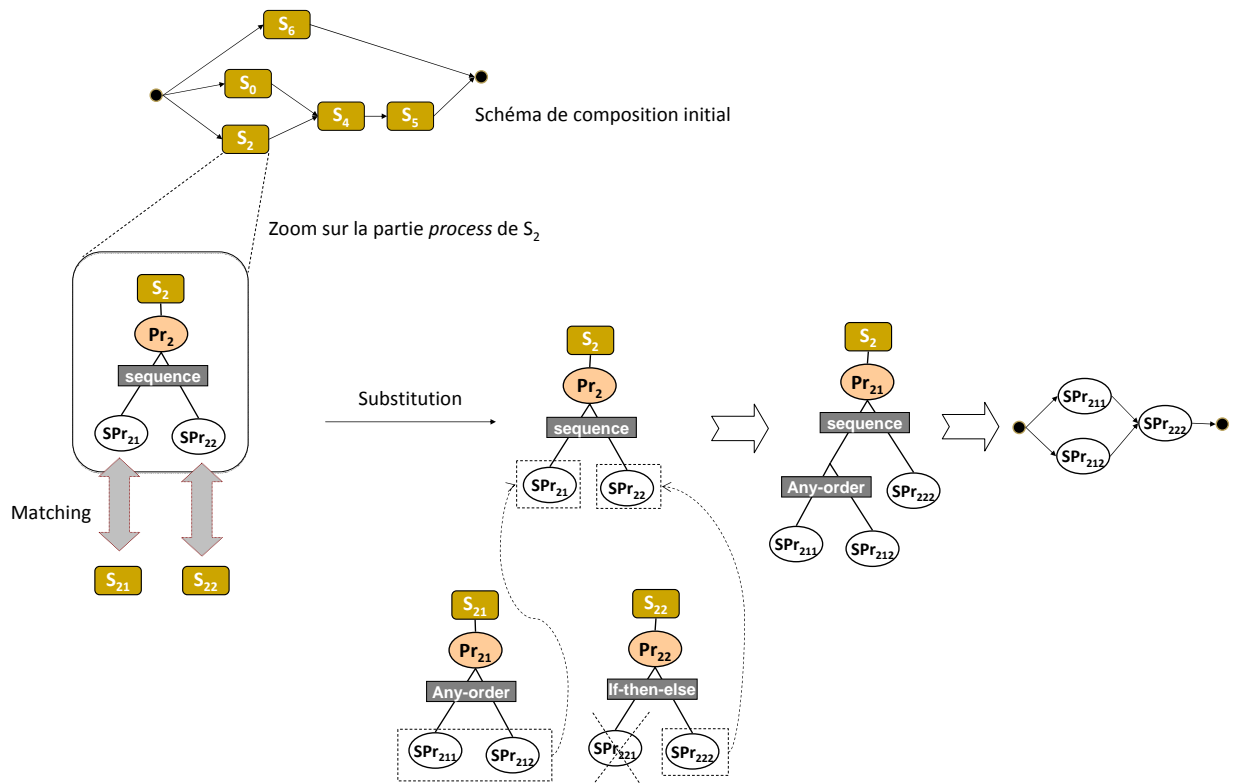 S6
S0
S4
S5
Schéma de composition initial
S2
Zoom sur la partie process de S2
S2
Pr2
sequence
SPr21
SPr22
Matching
S21
S22
Substitution
S2
Pr2
sequence
SPr21
SPr22
S21
Pr21
Any-order
SPr211
SPr212
S22
Pr22
If-then-else
SPr221
SPr222
S2
Pr21
sequence
Any-order
SPr222
SPr211
SPr212
SPr211
SPr222
SPr212